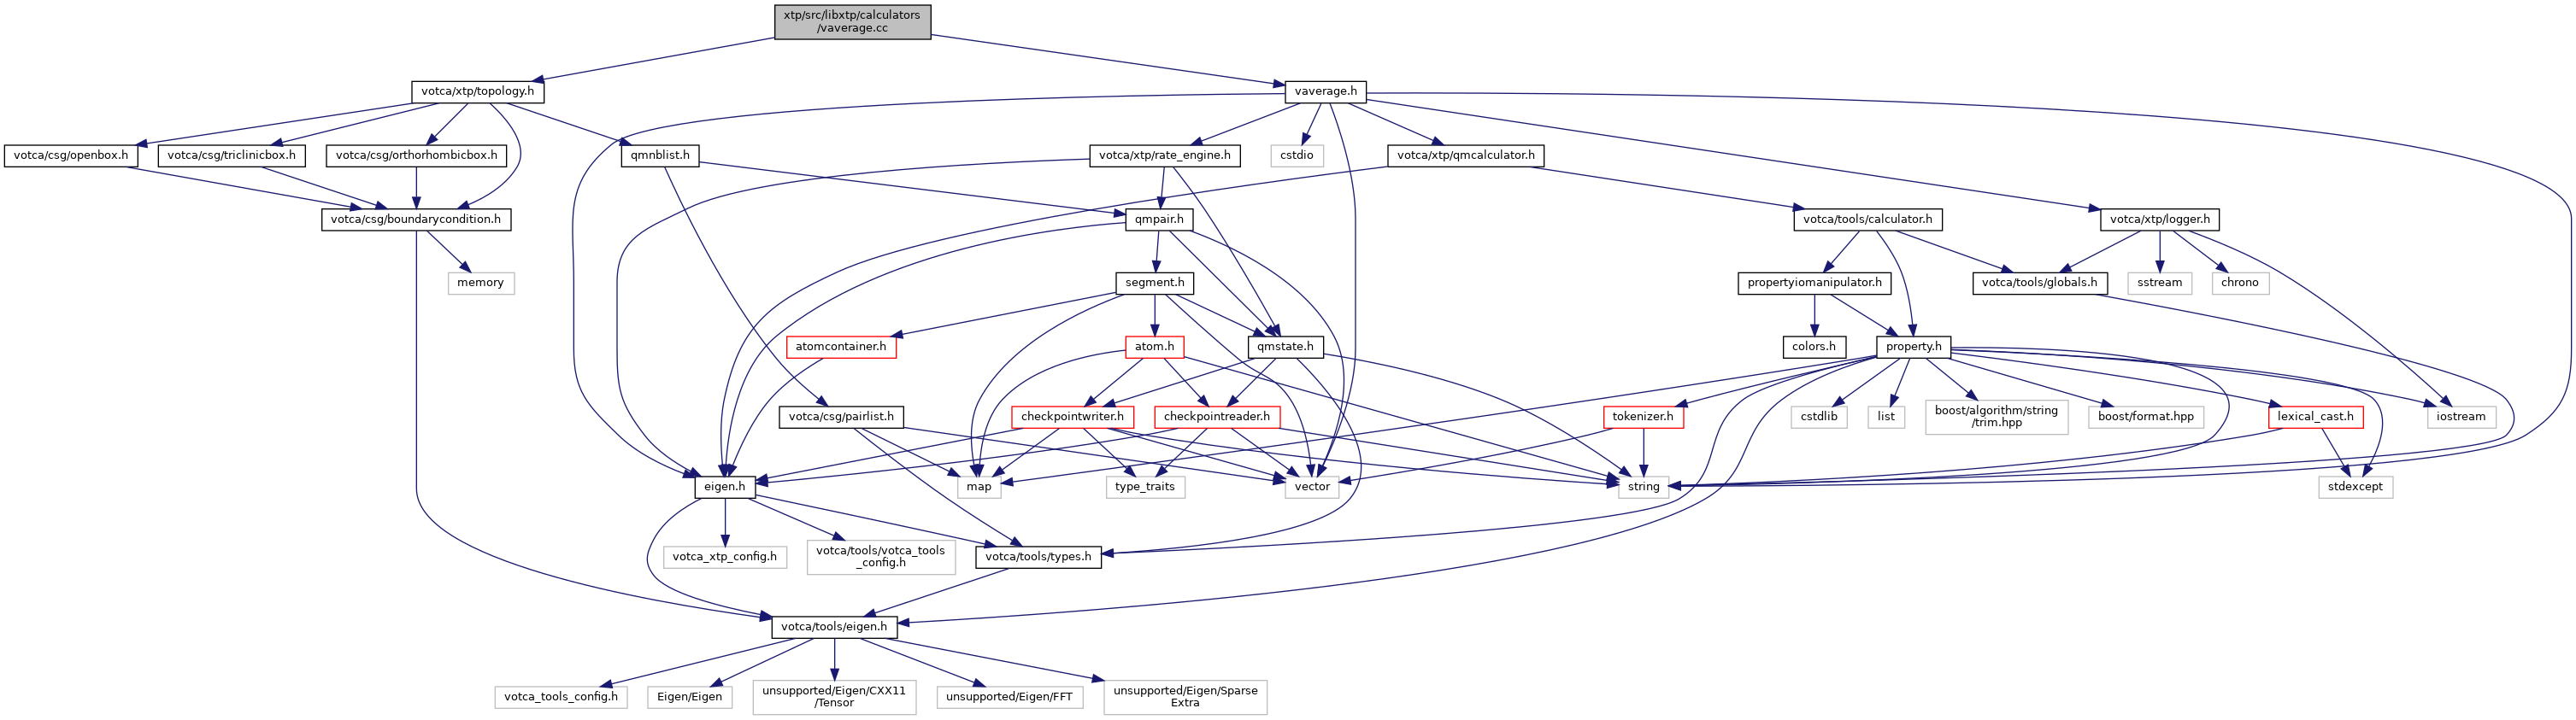 xtp/src/libxtp/calculators
/vaverage.cc
votca/xtp/topology.h
vaverage.h
votca/csg/openbox.h
votca/csg/triclinicbox.h
votca/csg/orthorhombicbox.h
qmnblist.h
votca/xtp/rate_engine.h
cstdio
votca/xtp/qmcalculator.h
votca/csg/boundarycondition.h
qmpair.h
votca/tools/calculator.h
votca/xtp/logger.h
memory
segment.h
propertyiomanipulator.h
votca/tools/globals.h
sstream
chrono
atomcontainer.h
atom.h
qmstate.h
colors.h
property.h
votca/csg/pairlist.h
checkpointwriter.h
checkpointreader.h
tokenizer.h
cstdlib
list
boost/algorithm/string
/trim.hpp
boost/format.hpp
lexical_cast.h
iostream
eigen.h
map
type_traits
vector
string
stdexcept
votca_xtp_config.h
votca/tools/votca_tools
_config.h
votca/tools/types.h
votca/tools/eigen.h
votca_tools_config.h
Eigen/Eigen
unsupported/Eigen/CXX11
/Tensor
unsupported/Eigen/FFT
unsupported/Eigen/Sparse
Extra